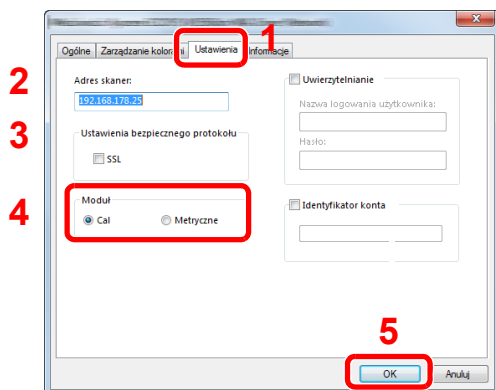 1
Ogólne Zarządzanie kolorami Ustawienia Informacje
2
Adres skaner:
192.168.178.25
3
Ustawienia bezpiecznego protokołu
SSL
4
Moduł
Cal Metryczne
Uwierzytelnianie
Nazwa logowania użytkownika:
Hasło:
Identyfikator konta
5
OK Anuluj